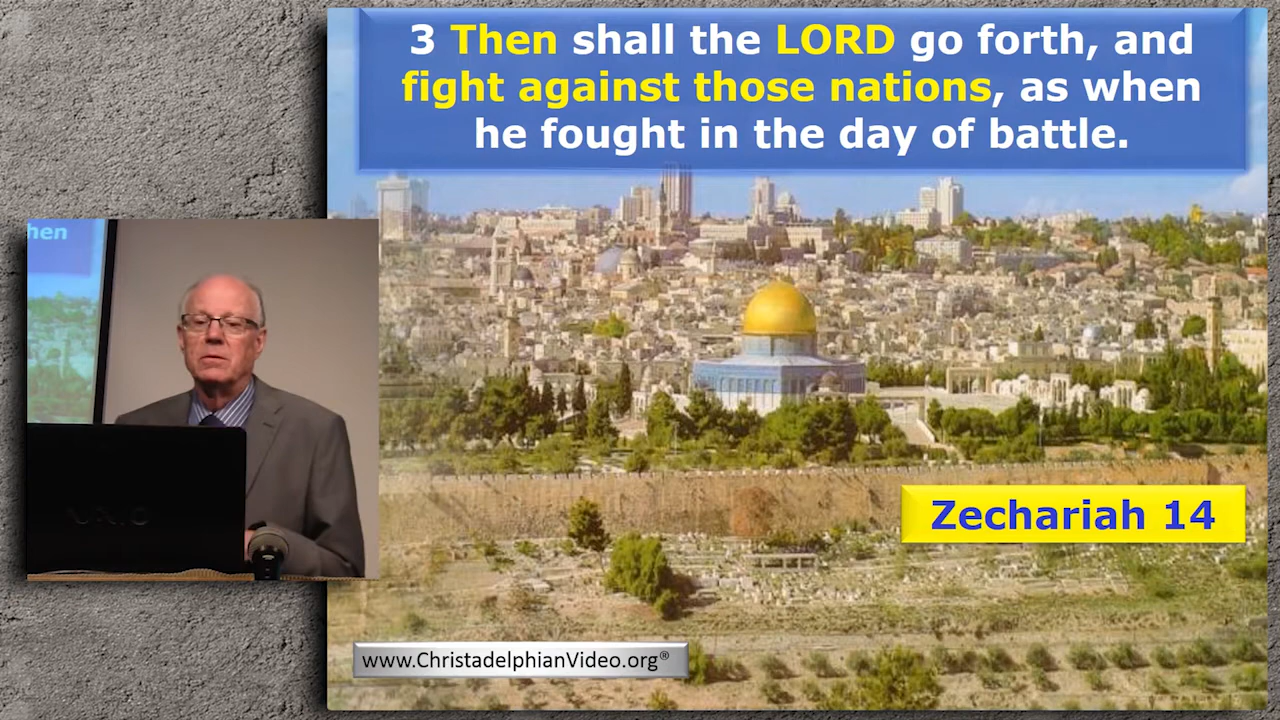 3 Then shall the LORD go forth, and
fight against those nations, as when
he fought in the day of battle.
hen
VAIO
Zechariah 14
www.ChristadelphianVideo.org®